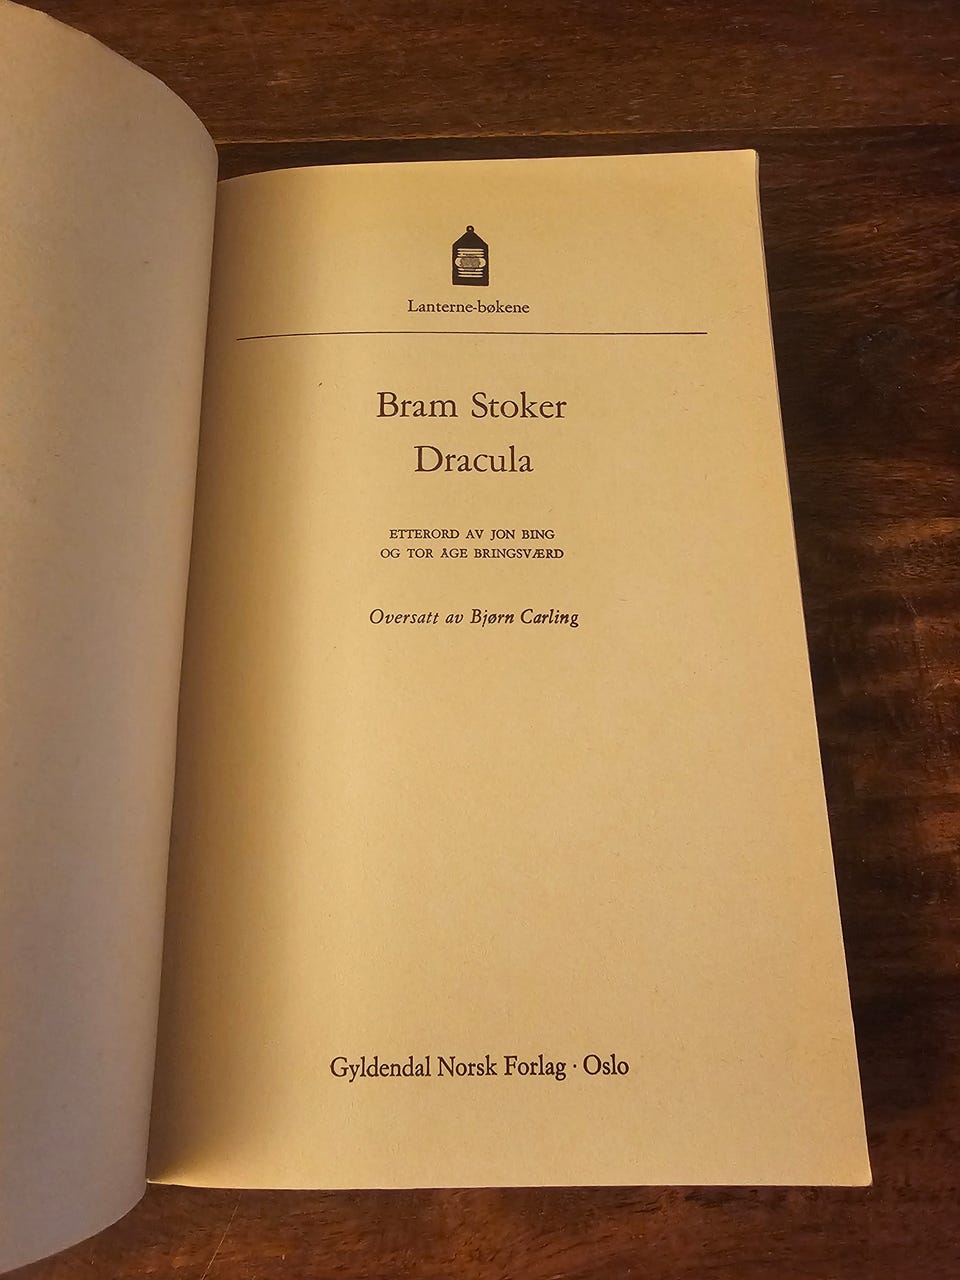 Lanterne-bøkene
Bram Stoker
Dracula
ETTERORD AV JON BING
OG TOR ÅGE BRINGSVÆRD
Oversatt av Bjørn Carling
Gyldendal Norsk Forlag · Oslo